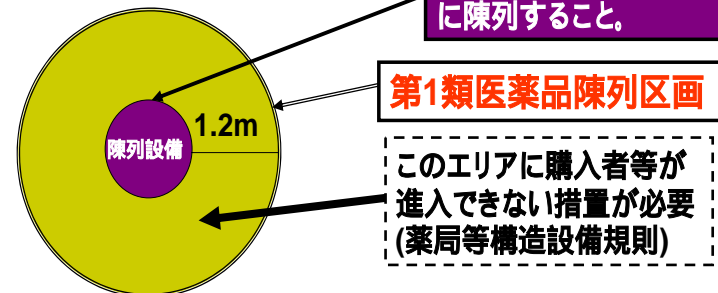 に陳列すること。
第1類医薬品陳列区画
1.2m
陳列設備
このエリアに購入者等が
進入できない措置が必要
(薬局等構造設備規則)